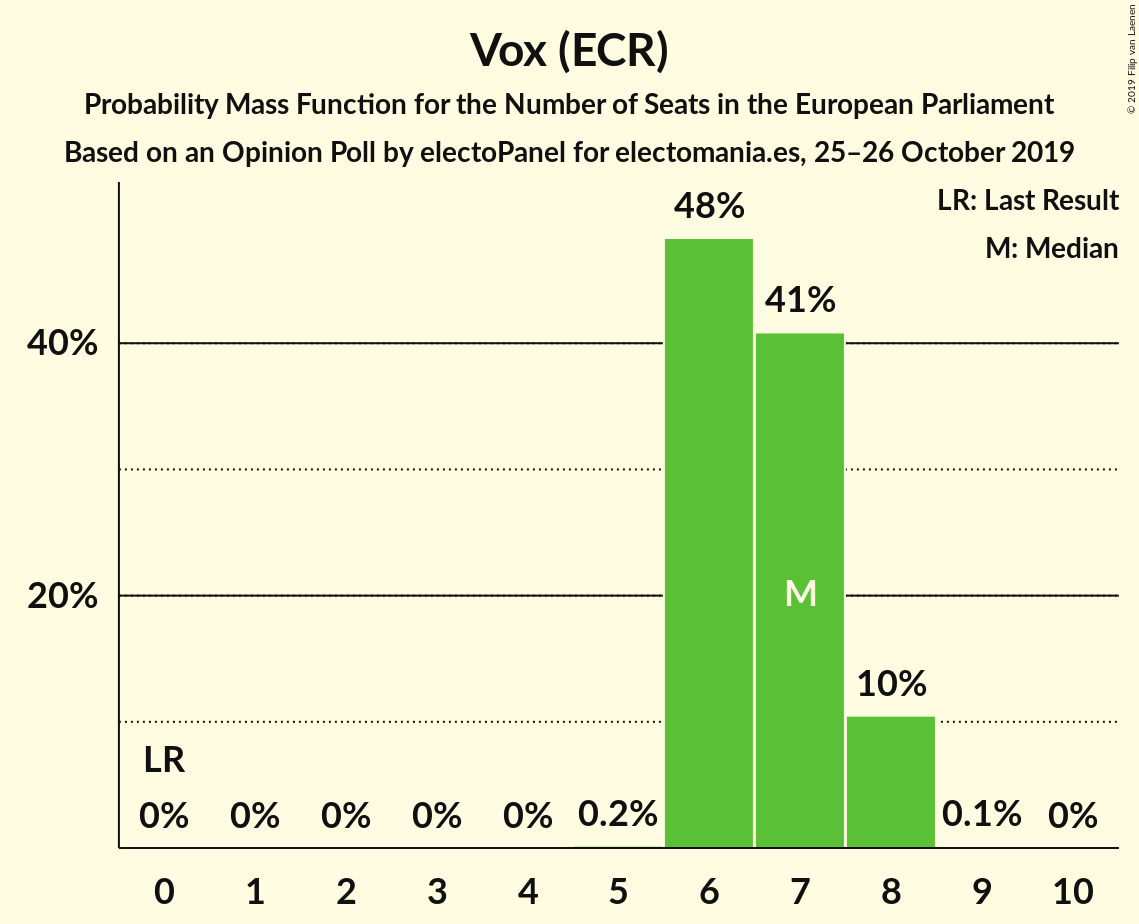 Vox (ECR)
Probability Mass Function for the Number of Seats in the European Parliament
Based on an Opinion Poll by electoPanel for electomania.es, 25–26 October 2019
© 2019 Filip van Laenen
LR: Last Result
M: Median
48%
41%
40%
20%
M
10%
LR
0% 0% 0% 0% 0% 0.2% 0.1% 0%
0 1 2 3 4 5 6 7 8 9 10